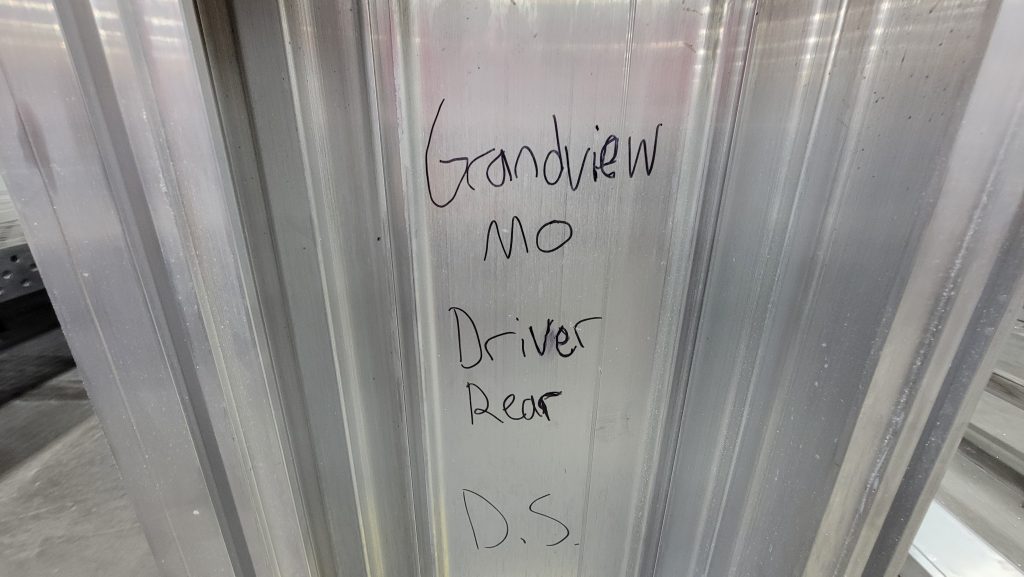 Grandview
MO
Driver
Rear
D.S.